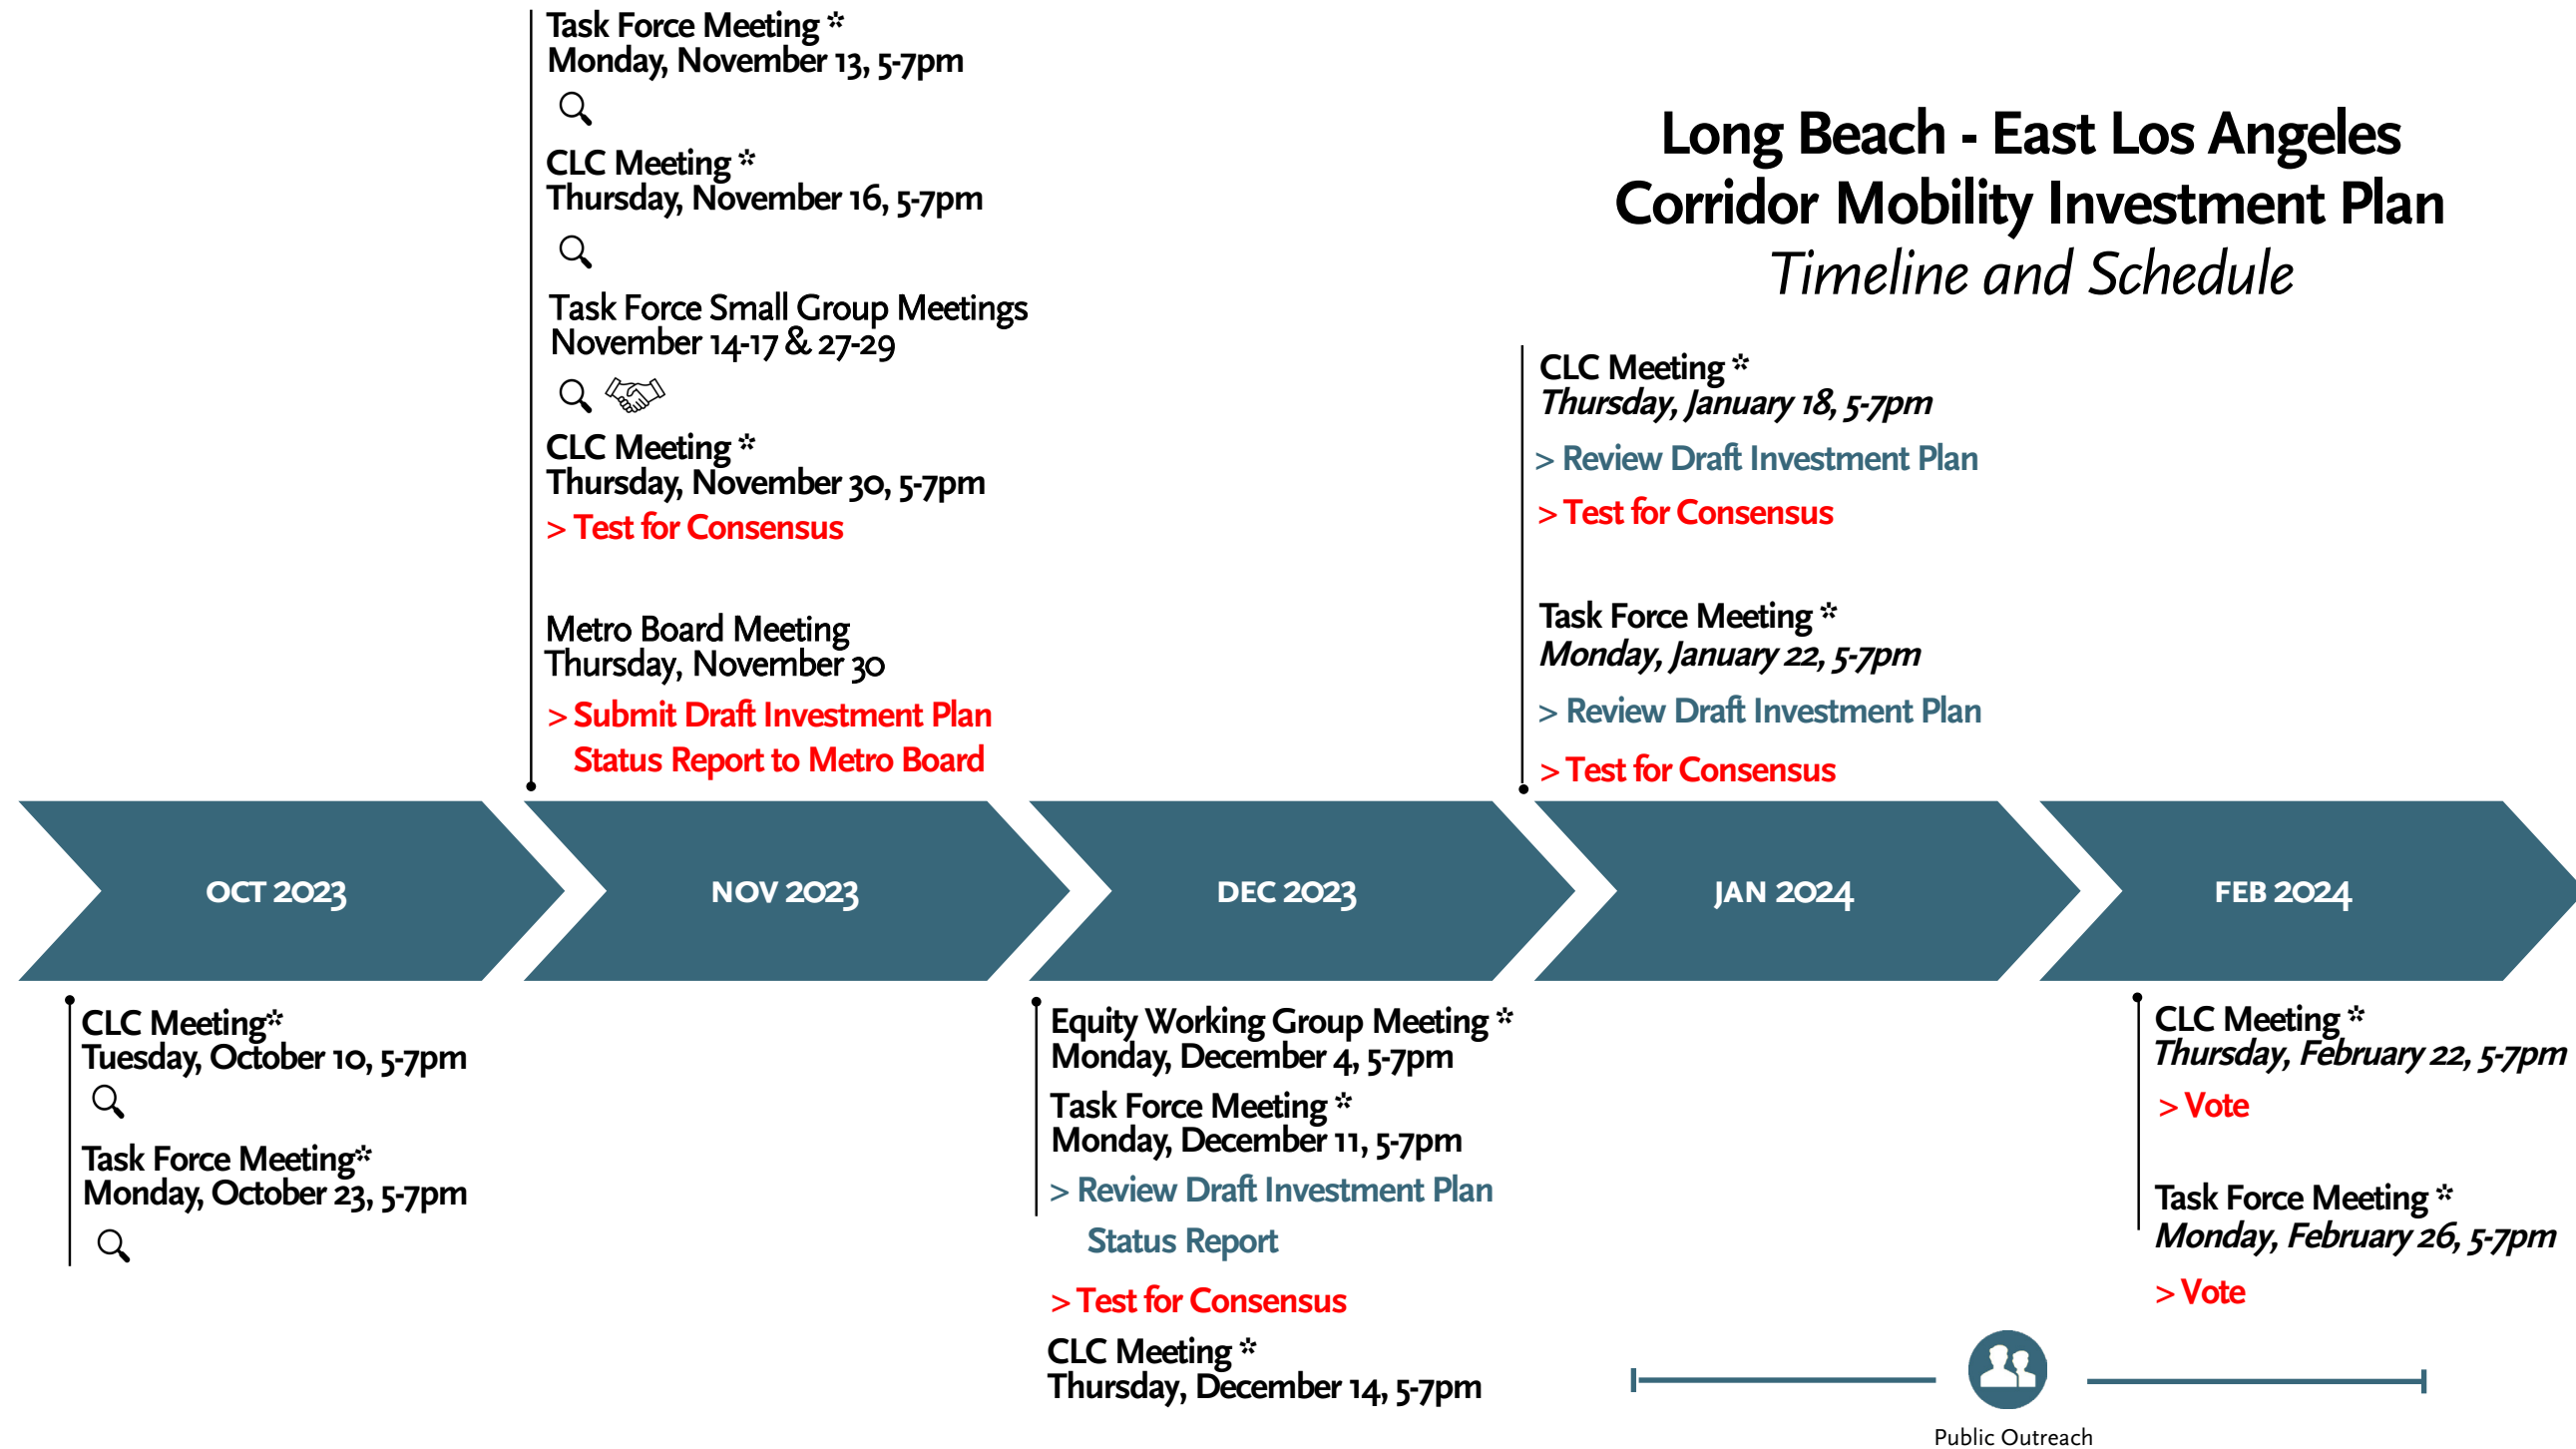 Task Force Meeting *
Monday, November 13, 5-7pm
CLC Meeting *
Thursday, November 16, 5-7pm
Task Force Small Group Meetings
November 14-17 & 27-29
CLC Meeting *
Thursday, November 30, 5-7pm
> Test for Consensus
Metro Board Meeting
Thursday, November 30
> Submit Draft Investment Plan
Status Report to Metro Board
Long Beach - East Los Angeles
Corridor Mobility Investment Plan
Timeline and Schedule
CLC Meeting *
Thursday, January 18, 5-7pm
> Review Draft Investment Plan
> Test for Consensus
Task Force Meeting *
Monday, January 22, 5-7pm
> Review Draft Investment Plan
> Test for Consensus
OCT 2023
NOV 2023
DEC 2023
JAN 2024
FEB 2024
CLC Meeting*
Tuesday, October 10, 5-7pm
Task Force Meeting*
Monday, October 23, 5-7pm
Equity Working Group Meeting *
Monday, December 4, 5-7pm
Task Force Meeting *
Monday, December 11, 5-7pm
> Review Draft Investment Plan
Status Report
> Test for Consensus
CLC Meeting *
Thursday, December 14, 5-7pm
CLC Meeting *
Thursday, February 22, 5-7pm
> Vote
Task Force Meeting *
Monday, February 26, 5-7pm
> Vote
Public Outreach